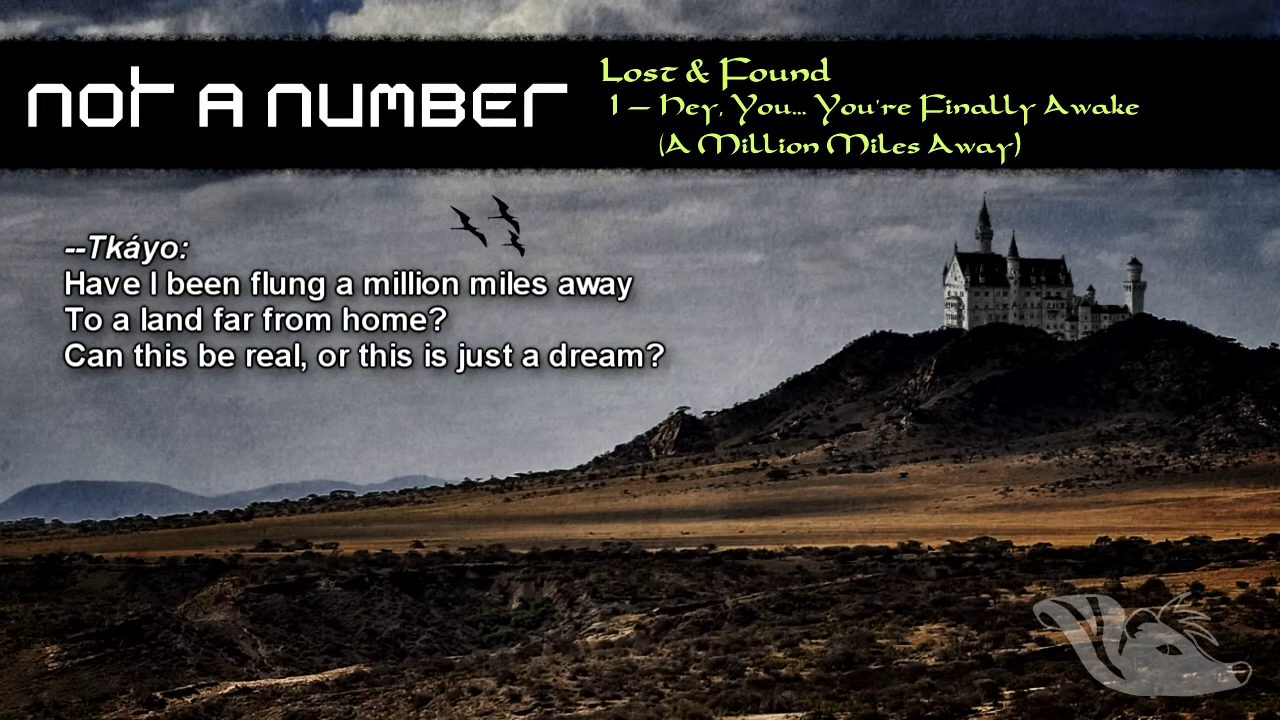 not a number
Lost & Found
1 – Hey, You... You're Finally Awake
(A Million Miles Away)
--Tkáyo:
Have I been flung a million miles away
To a land far from home?
Can this be real, or this is just a dream?